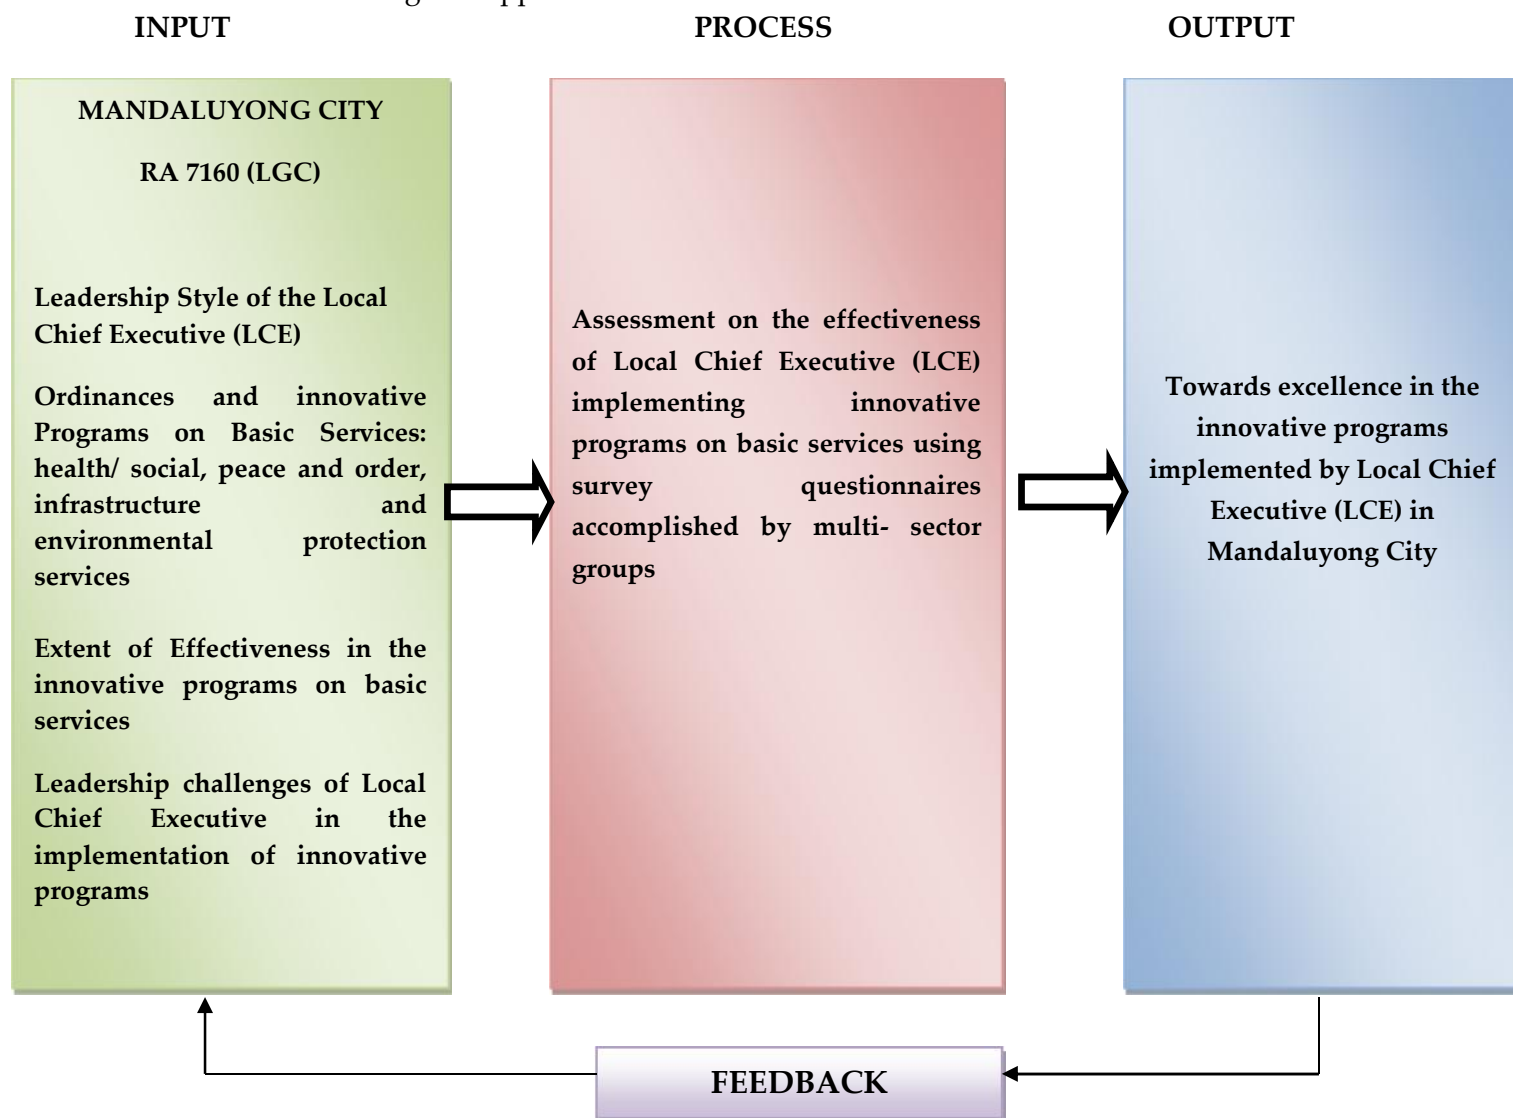 INPUT
PROCESS
OUTPUT
MANDALUYONG CITY
RA 7160 (LGC)
Leadership Style of the Local
Chief Executive (LCE)
Ordinances and innovative
Programs on Basic Services:
health/ social, peace and order,
infrastructure and
environmental protection
services
Extent of Effectiveness in the
innovative programs on basic
services
Leadership challenges of Local
Chief Executive in the
implementation of innovative
programs
Assessment on the effectiveness
of Local Chief Executive (LCE)
implementing innovative
programs on basic services using
survey questionnaires
accomplished by multi- sector
groups
Towards excellence in the
innovative programs
implemented by Local Chief
Executive (LCE) in
Mandaluyong City
FEEDBACK